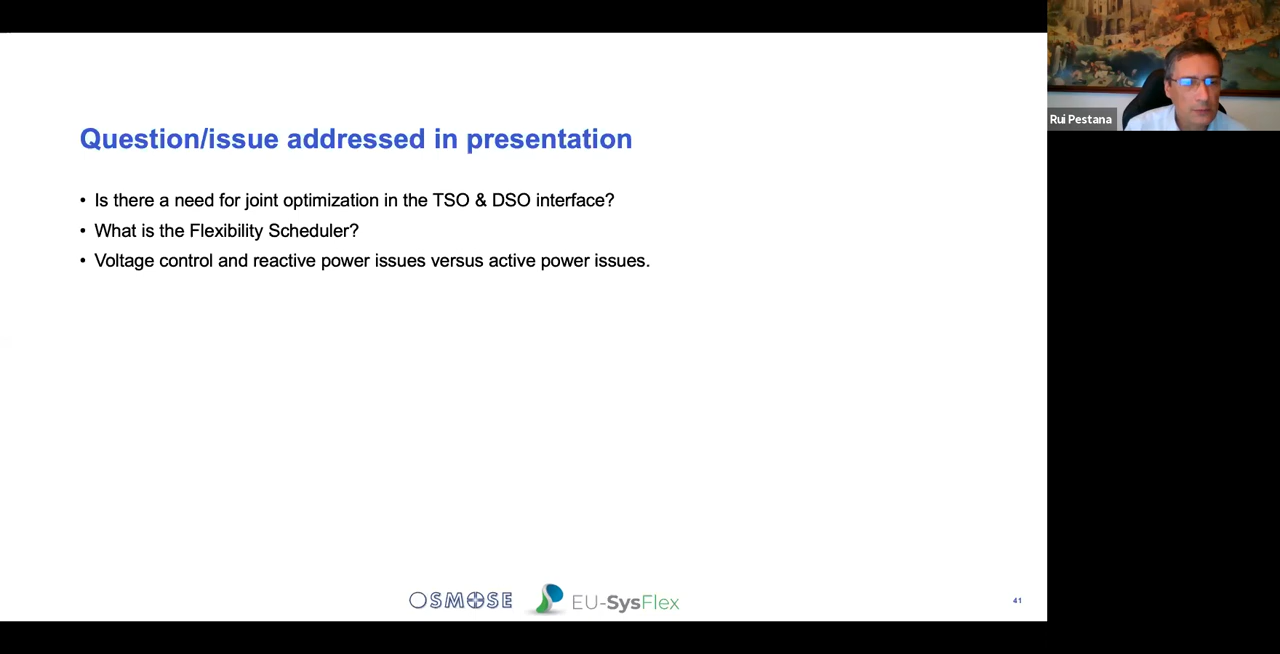 Question/issue addressed in presentation
• Is there a need for joint optimization in the TSO & DSO interface?
• What is the Flexibility Scheduler?
• Voltage control and reactive power issues versus active power issues.
OSMOSE
EU-SysFlex
41
Rui Pestana